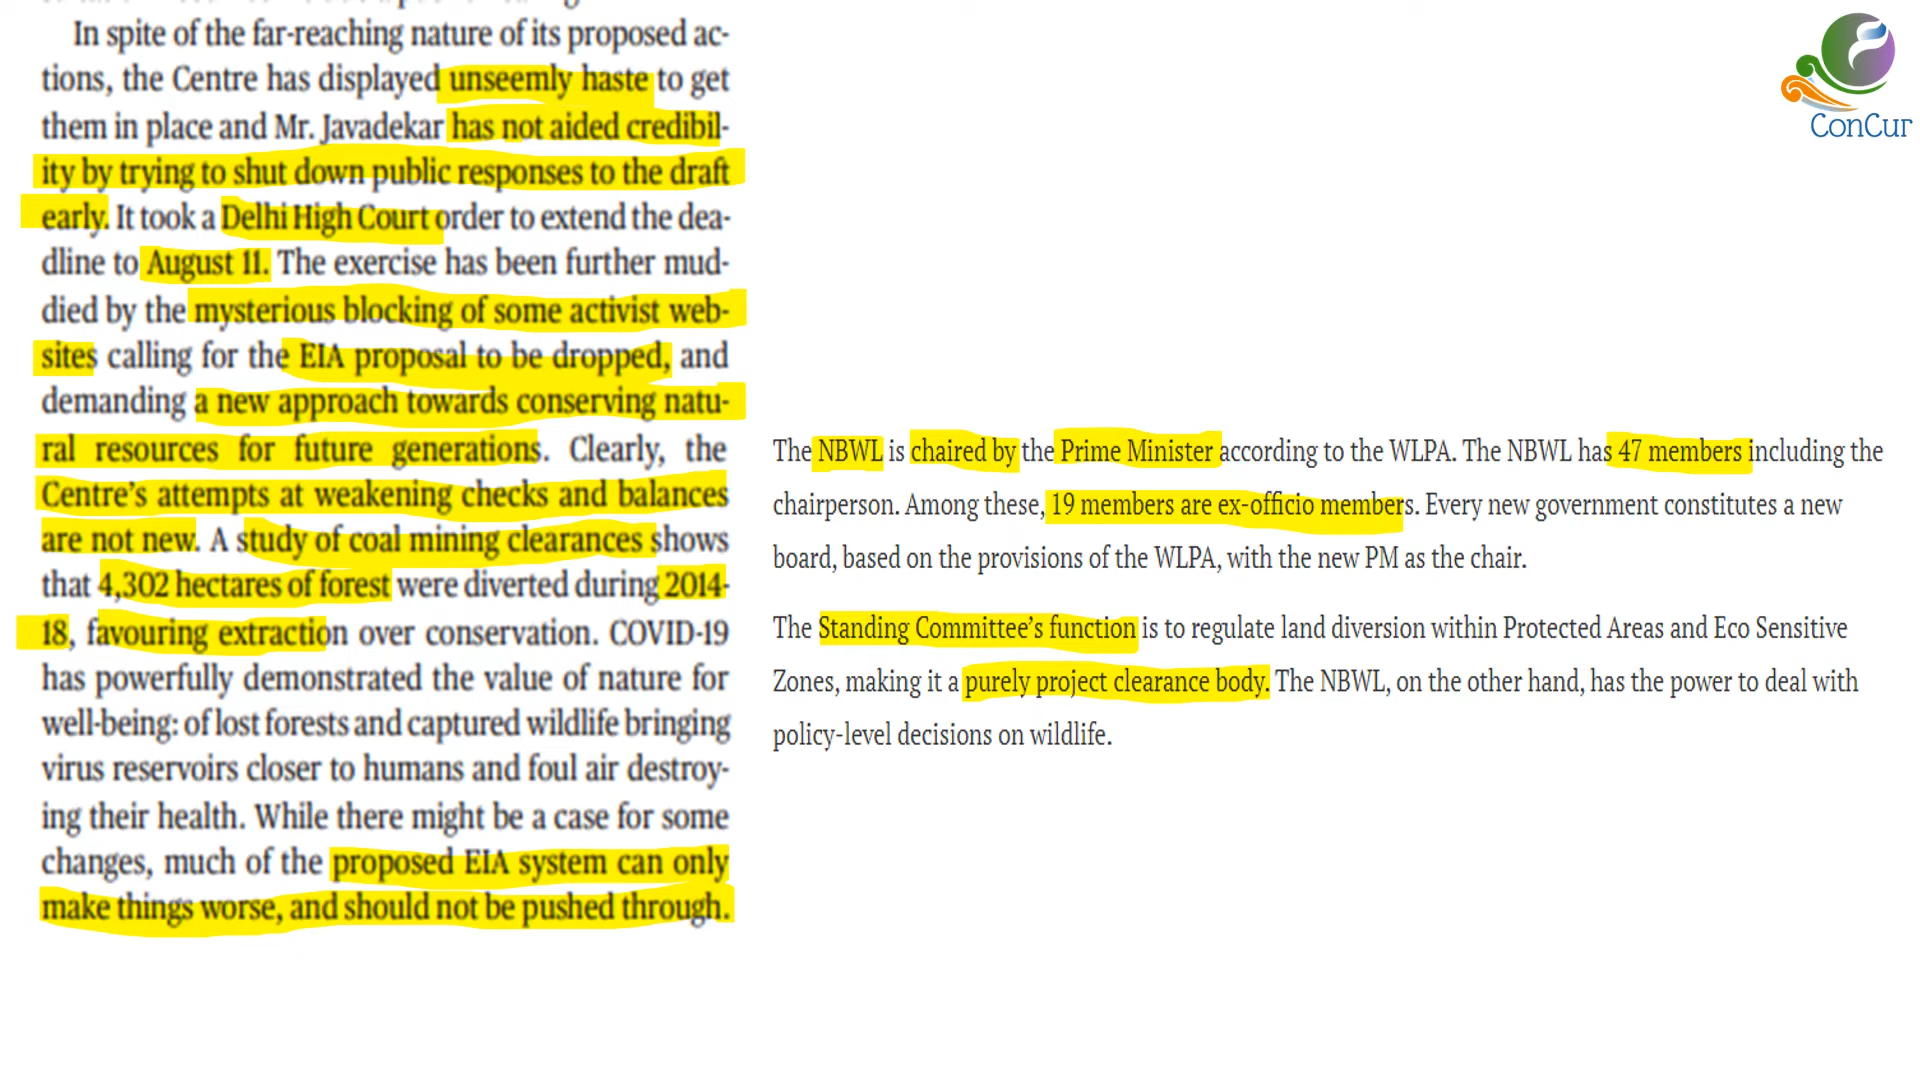 In spite of the far-reaching nature of its proposed ac-
tions, the Centre has displayed unseemly haste to get
them in place and Mr. Javadekar has not aided credibil-
ity by trying to shut down public responses to the draft
early. It took a Delhi High Court order to extend the dea-
dline to August 11. The exercise has been further mud-
died by the mysterious blocking of some activist web-
sites calling for the EIA proposal to be dropped, and
demanding a new approach towards conserving natu-
ral resources for future generations. Clearly, the
Centre's attempts at weakening checks and balances
are not new. A study of coal mining clearances shows
that 4,302 hectares of forest were diverted during 2014-
18, favouring extraction over conservation. COVID-19
has powerfully demonstrated the value of nature for
well-being: of lost forests and captured wildlife bringing
virus reservoirs closer to humans and foul air destroy-
ing their health. While there might be a case for some
changes, much of the proposed EIA system can only
make things worse, and should not be pushed through.
ConCur
The NBWL is chaired by the Prime Minister according to the WLPA. The NBWL has 47 members including the
chairperson. Among these, 19 members are ex-officio members. Every new government constitutes a new
board, based on the provisions of the WLPA, with the new PM as the chair.
The Standing Committee's function is to regulate land diversion within Protected Areas and Eco Sensitive
Zones, making it a purely project clearance body. The NBWL, on the other hand, has the power to deal with
policy-level decisions on wildlife.